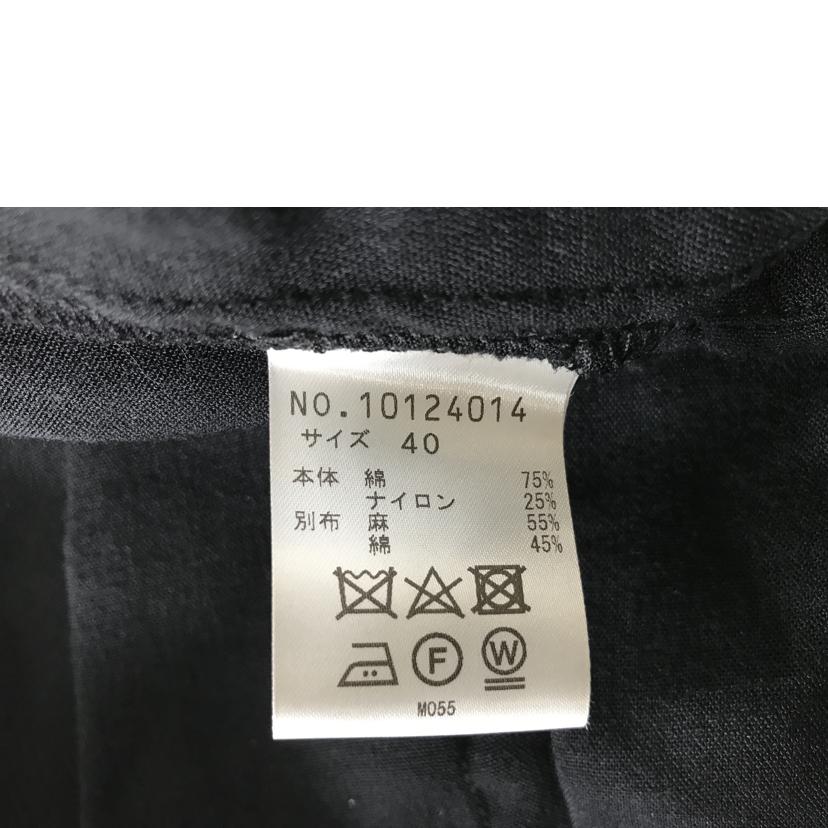 NO.10124014
サイズ 40
本体 綿 75%
ナイロン 25%
別布 麻 55%
綿 45%
F W
M055